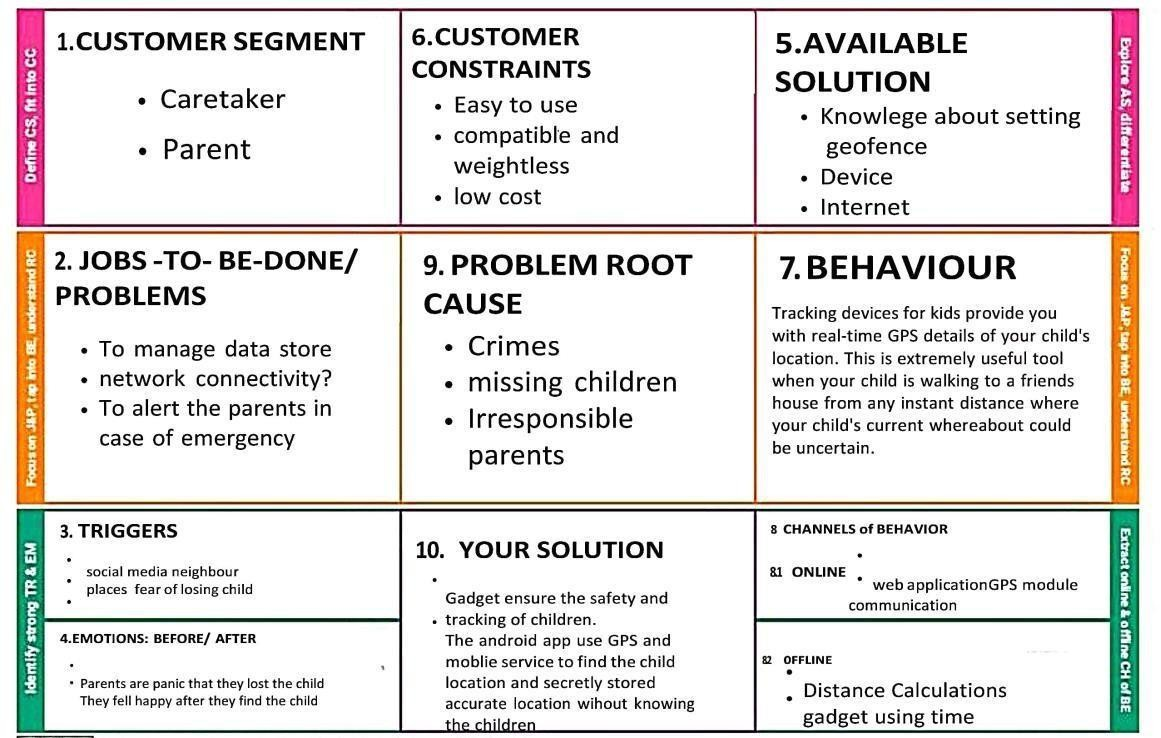 Define CS, fit into CC
1.CUSTOMER SEGMENT
• Caretaker
• Parent
6.CUSTOMER
CONSTRAINTS
• Easy to use
• compatible and
weightless
• low cost
5.AVAILABLE
SOLUTION
• Knowlege about setting
geofence
• Device
• Internet
Explore AS, differentiate
Focus on J&P, tap into BE, understand RC
2. JOBS -TO- BE-DONE/
PROBLEMS
• To manage data store
• network connectivity?
• To alert the parents in
case of emergency
9. PROBLEM ROOT
CAUSE
• Crimes
• missing children
• Irresponsible
parents
7. BEHAVIOUR
Tracking devices for kids provide you
with real-time GPS details of your child's
location. This is extremely useful tool
when your child is walking to a friends
house from any instant distance where
your child's current whereabout could
be uncertain.
Focus on J&P, tap into BE, understand RC
Identify strong TR & EM
3. TRIGGERS
•
social media neighbour
• places fear of losing child
•
4.EMOTIONS: BEFORE/ AFTER
•
• Parents are panic that they lost the child
They fell happy after they find the child
10. YOUR SOLUTION
•
Gadget ensure the safety and
• tracking of children.
The android app use GPS and
moblie service to find the child
location and secretly stored
accurate location wihout knowing
the children
8 CHANNELS of BEHAVIOR
•
8.1 ONLINE
• web applicationGPS module
communication
82 OFFLINE
•
• Distance Calculations
gadget using time
Extract online & offline CH of BE